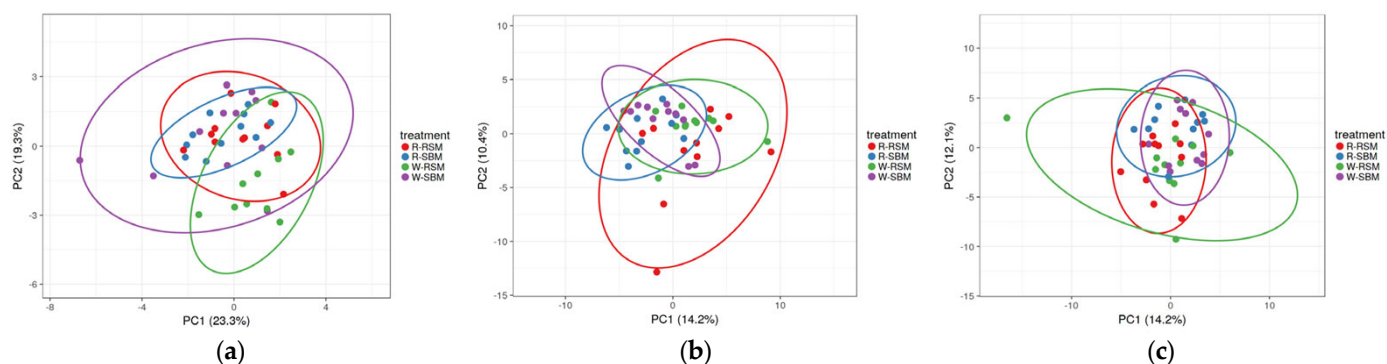 PC2 (19.3%)
3
0
-3
-6
-8
-4
0
4
PC1 (23.3%)
treatment
R-RSM
R-SBM
W-RSM
W-SBM
(a)
PC2 (10.4%)
10
5
0
-5
-10
-15
-10
0
10
PC1 (14.2%)
treatment
R-RSM
R-SBM
W-RSM
W-SBM
(b)
PC2 (12.1%)
10
5
0
-5
-10
-15
-10
0
10
PC1 (14.2%)
treatment
R-RSM
R-SBM
W-RSM
W-SBM
(c)